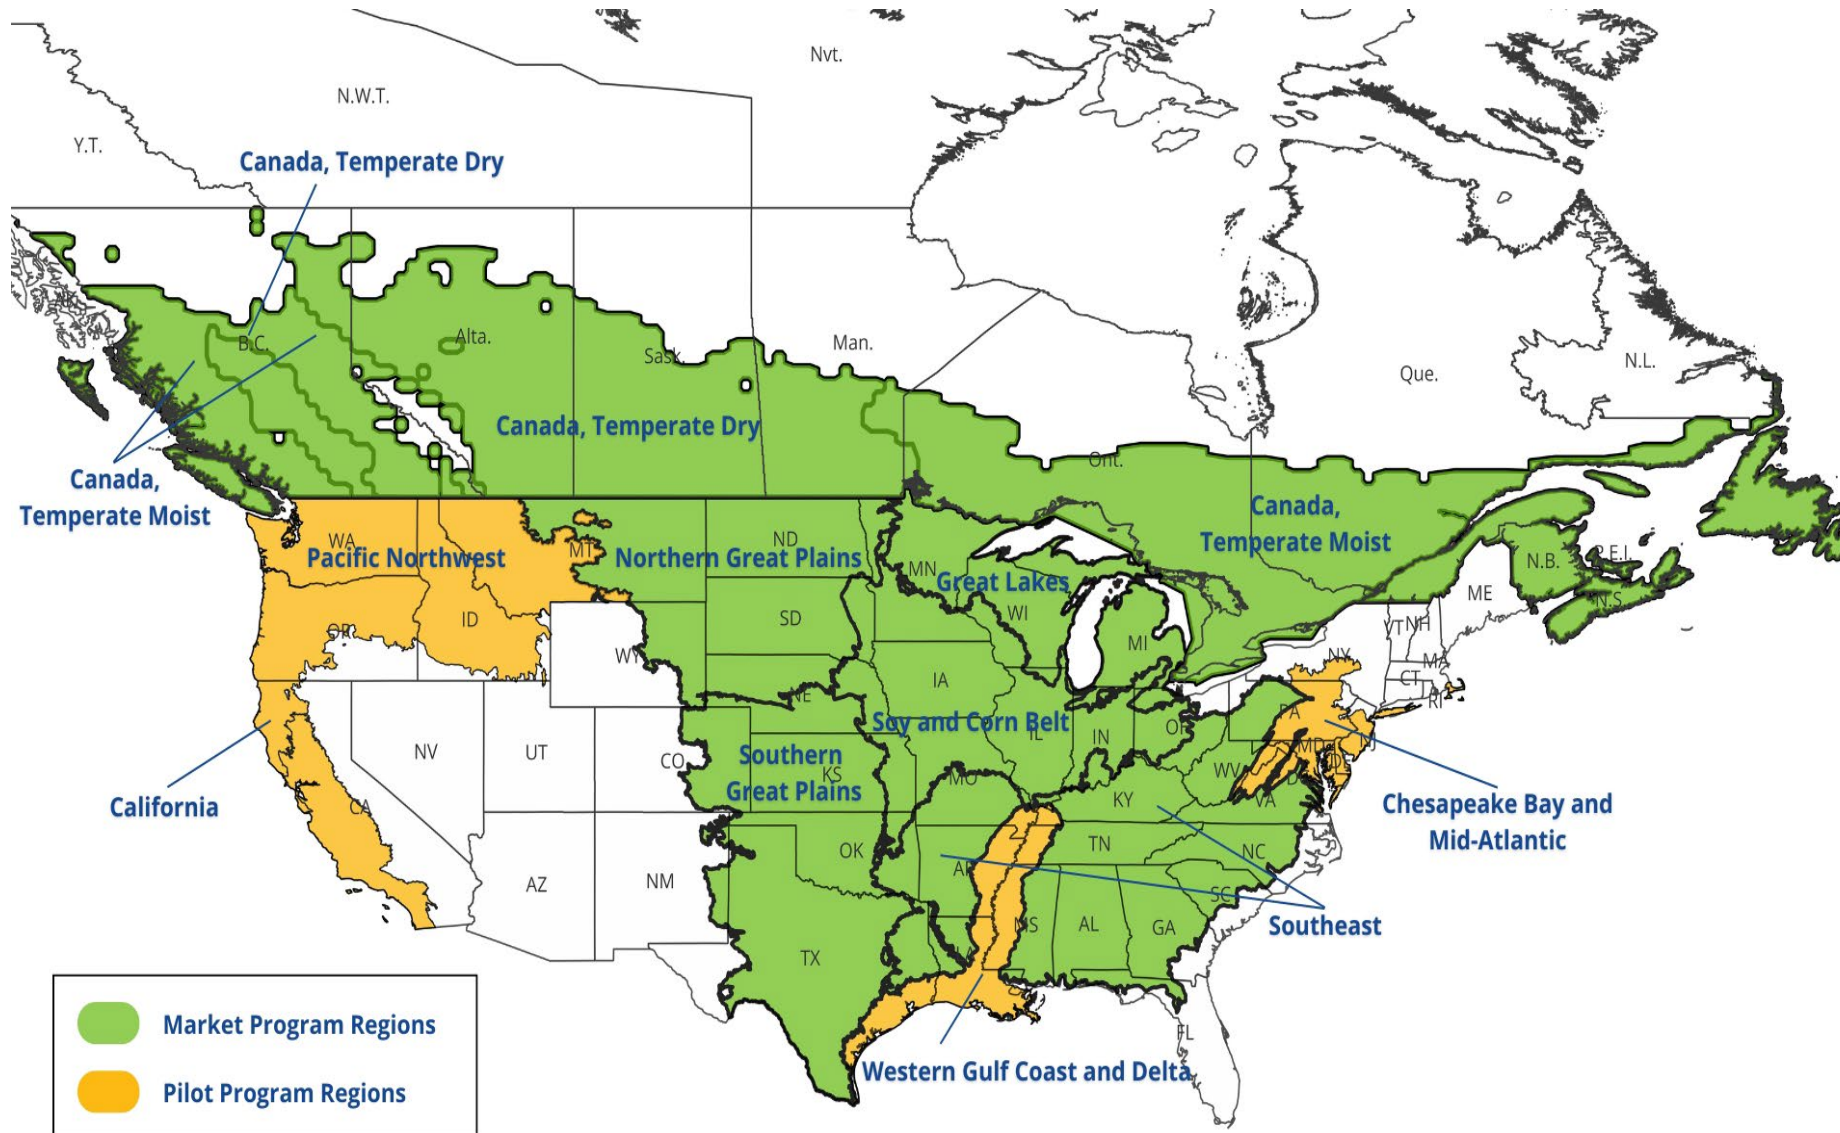 Nvt.
N.W.T.
Y.T.
Canada, Temperate Dry
B.C.
Alta.
Sask.
Man.
Que.
N.L.
Canada, Temperate Dry
Ont.
Canada,
Temperate Moist
Canada,
Temperate Moist
WA
Pacific Northwest
MT
Northern Great Plains
ND
MN
Great Lakes
N.B.
P.E.I.
N.S.
ME
OR
ID
SD
WI
MI
VT
NH
WY
NY
MA
CT
RI
IA
NE
Soy and Corn Belt
IL
IN
OH
PA
NJ
MD
DE
NV
UT
CO
Southern
Great Plains
KS
MO
WV
VA
KY
California
CA
Chesapeake Bay and
Mid-Atlantic
OK
TN
NC
AZ
NM
AR
SC
MS
AL
GA
Southeast
TX
LA
FL
Western Gulf Coast and Delta
Market Program Regions
Pilot Program Regions